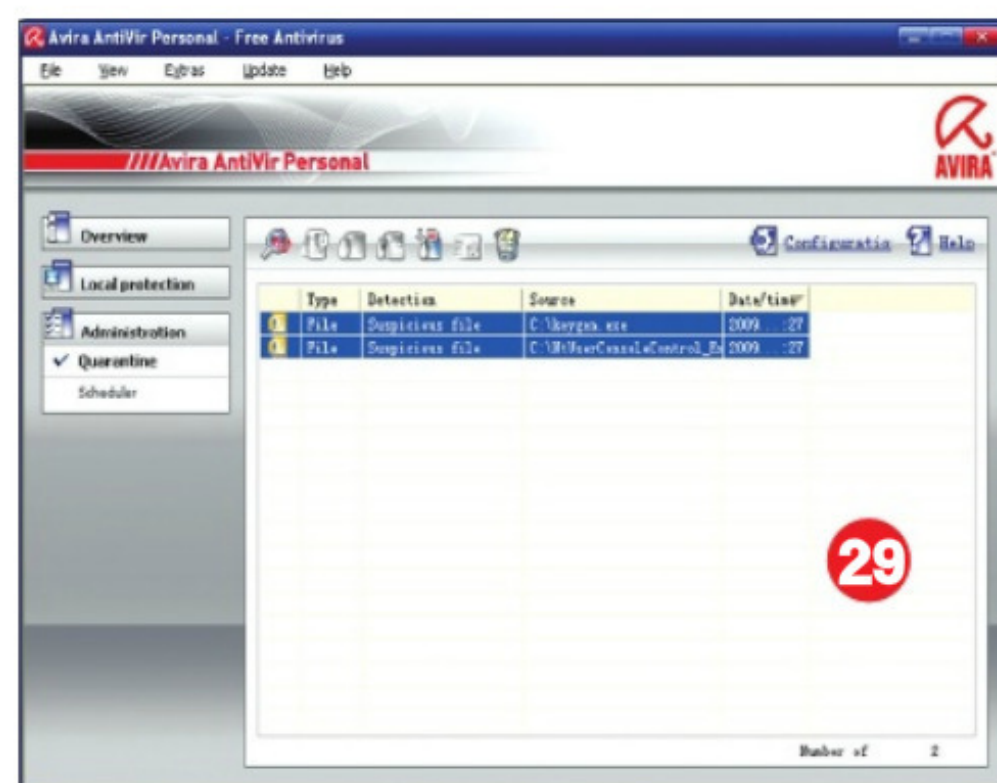 Avira AntiVir Personal - Free Antivirus
File View Extras Update Help
////Avira AntiVir Personal
AVIRA
Overview
Configuratio Help
Local protection
Type Detection Source Date/time
Administration
File Suspicious file C:\keygen.exe 2009...:27
Quarantine
File Suspicious file C:\NtUserConsoleControl_Ex 2009...:27
Scheduler
29
Number of 2